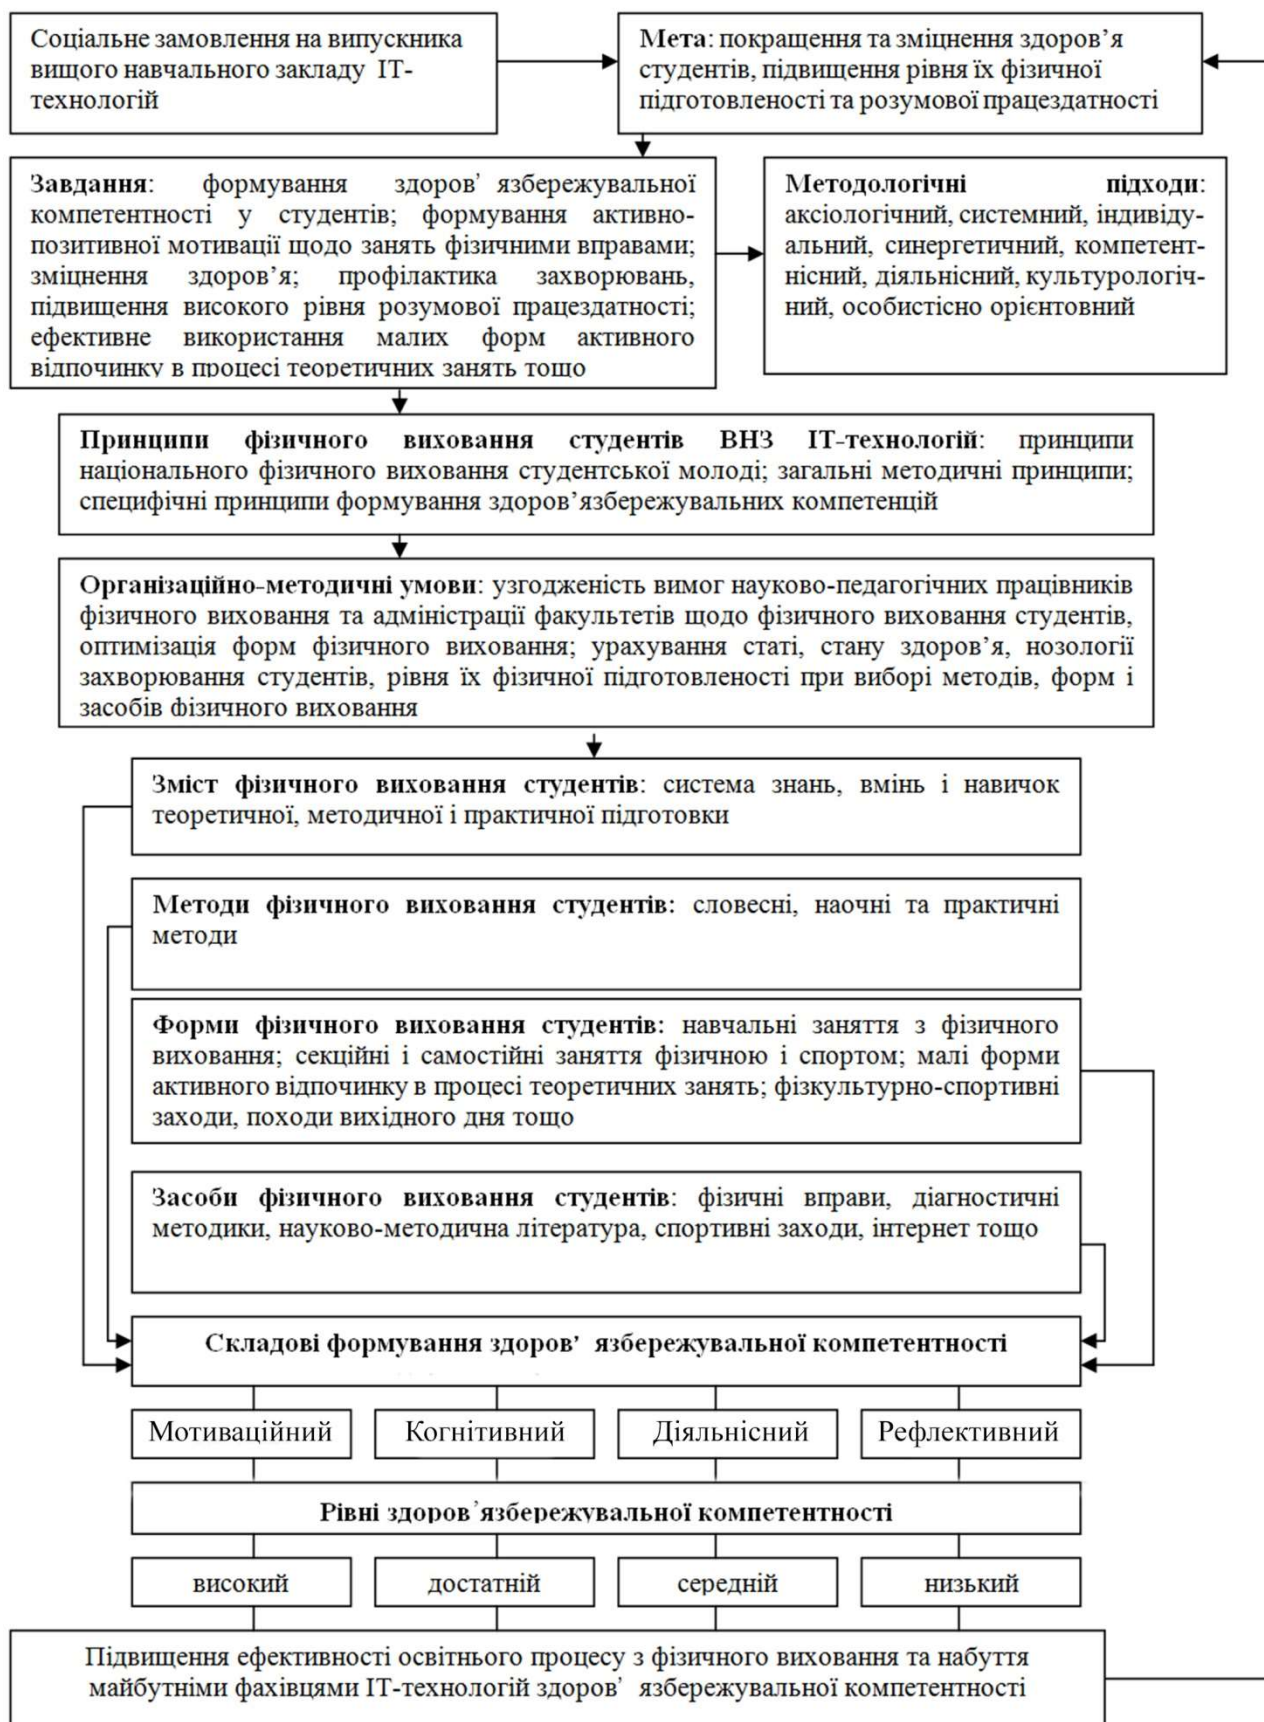 Соціальне замовлення на випускника
вищого навчального закладу ІТ-
технологій
Мета: покращення та зміцнення здоров’я
студентів, підвищення рівня їх фізичної
підготовленості та розумової працездатності
Завдання: формування здоров’ язбережувальної
компетентності у студентів; формування активно-
позитивної мотивації щодо занять фізичними вправами;
зміцнення здоров’я; профілактика захворювань,
підвищення високого рівня розумової працездатності;
ефективне використання малих форм активного
відпочинку в процесі теоретичних занять тощо
Методологічні підходи:
аксіологічний, системний, індивіду-
альний, синергетичний, компетент-
нісний, діяльнісний, культурологіч-
ний, особистісно орієнтовний
Принципи фізичного виховання студентів ВНЗ ІТ-технологій: принципи
національного фізичного виховання студентської молоді; загальні методичні принципи;
специфічні принципи формування здоров’язбережувальних компетенцій
Організаційно-методичні умови: узгодженість вимог науково-педагогічних працівників
фізичного виховання та адміністрації факультетів щодо фізичного виховання студентів,
оптимізація форм фізичного виховання; урахування статі, стану здоров’я, нозології
захворювання студентів, рівня їх фізичної підготовленості при виборі методів, форм і
засобів фізичного виховання
Зміст фізичного виховання студентів: система знань, вмінь і навичок
теоретичної, методичної і практичної підготовки
Методи фізичного виховання студентів: словесні, наочні та практичні
методи
Форми фізичного виховання студентів: навчальні заняття з фізичного
виховання; секційні і самостійні заняття фізичною і спортом; малі форми
активного відпочинку в процесі теоретичних занять; фізкультурно-спортивні
заходи, походи вихідного дня тощо
Засоби фізичного виховання студентів: фізичні вправи, діагностичні
методики, науково-методична література, спортивні заходи, інтернет тощо
Складові формування здоров’ язбережувальної компетентності
Мотиваційний Когнітивний Діяльнісний Рефлективний
Рівні здоров’язбережувальної компетентності
високий достатній середній низький
Підвищення ефективності освітнього процесу з фізичного виховання та набуття
майбутніми фахівцями ІТ-технологій здоров’ язбережувальної компетентності